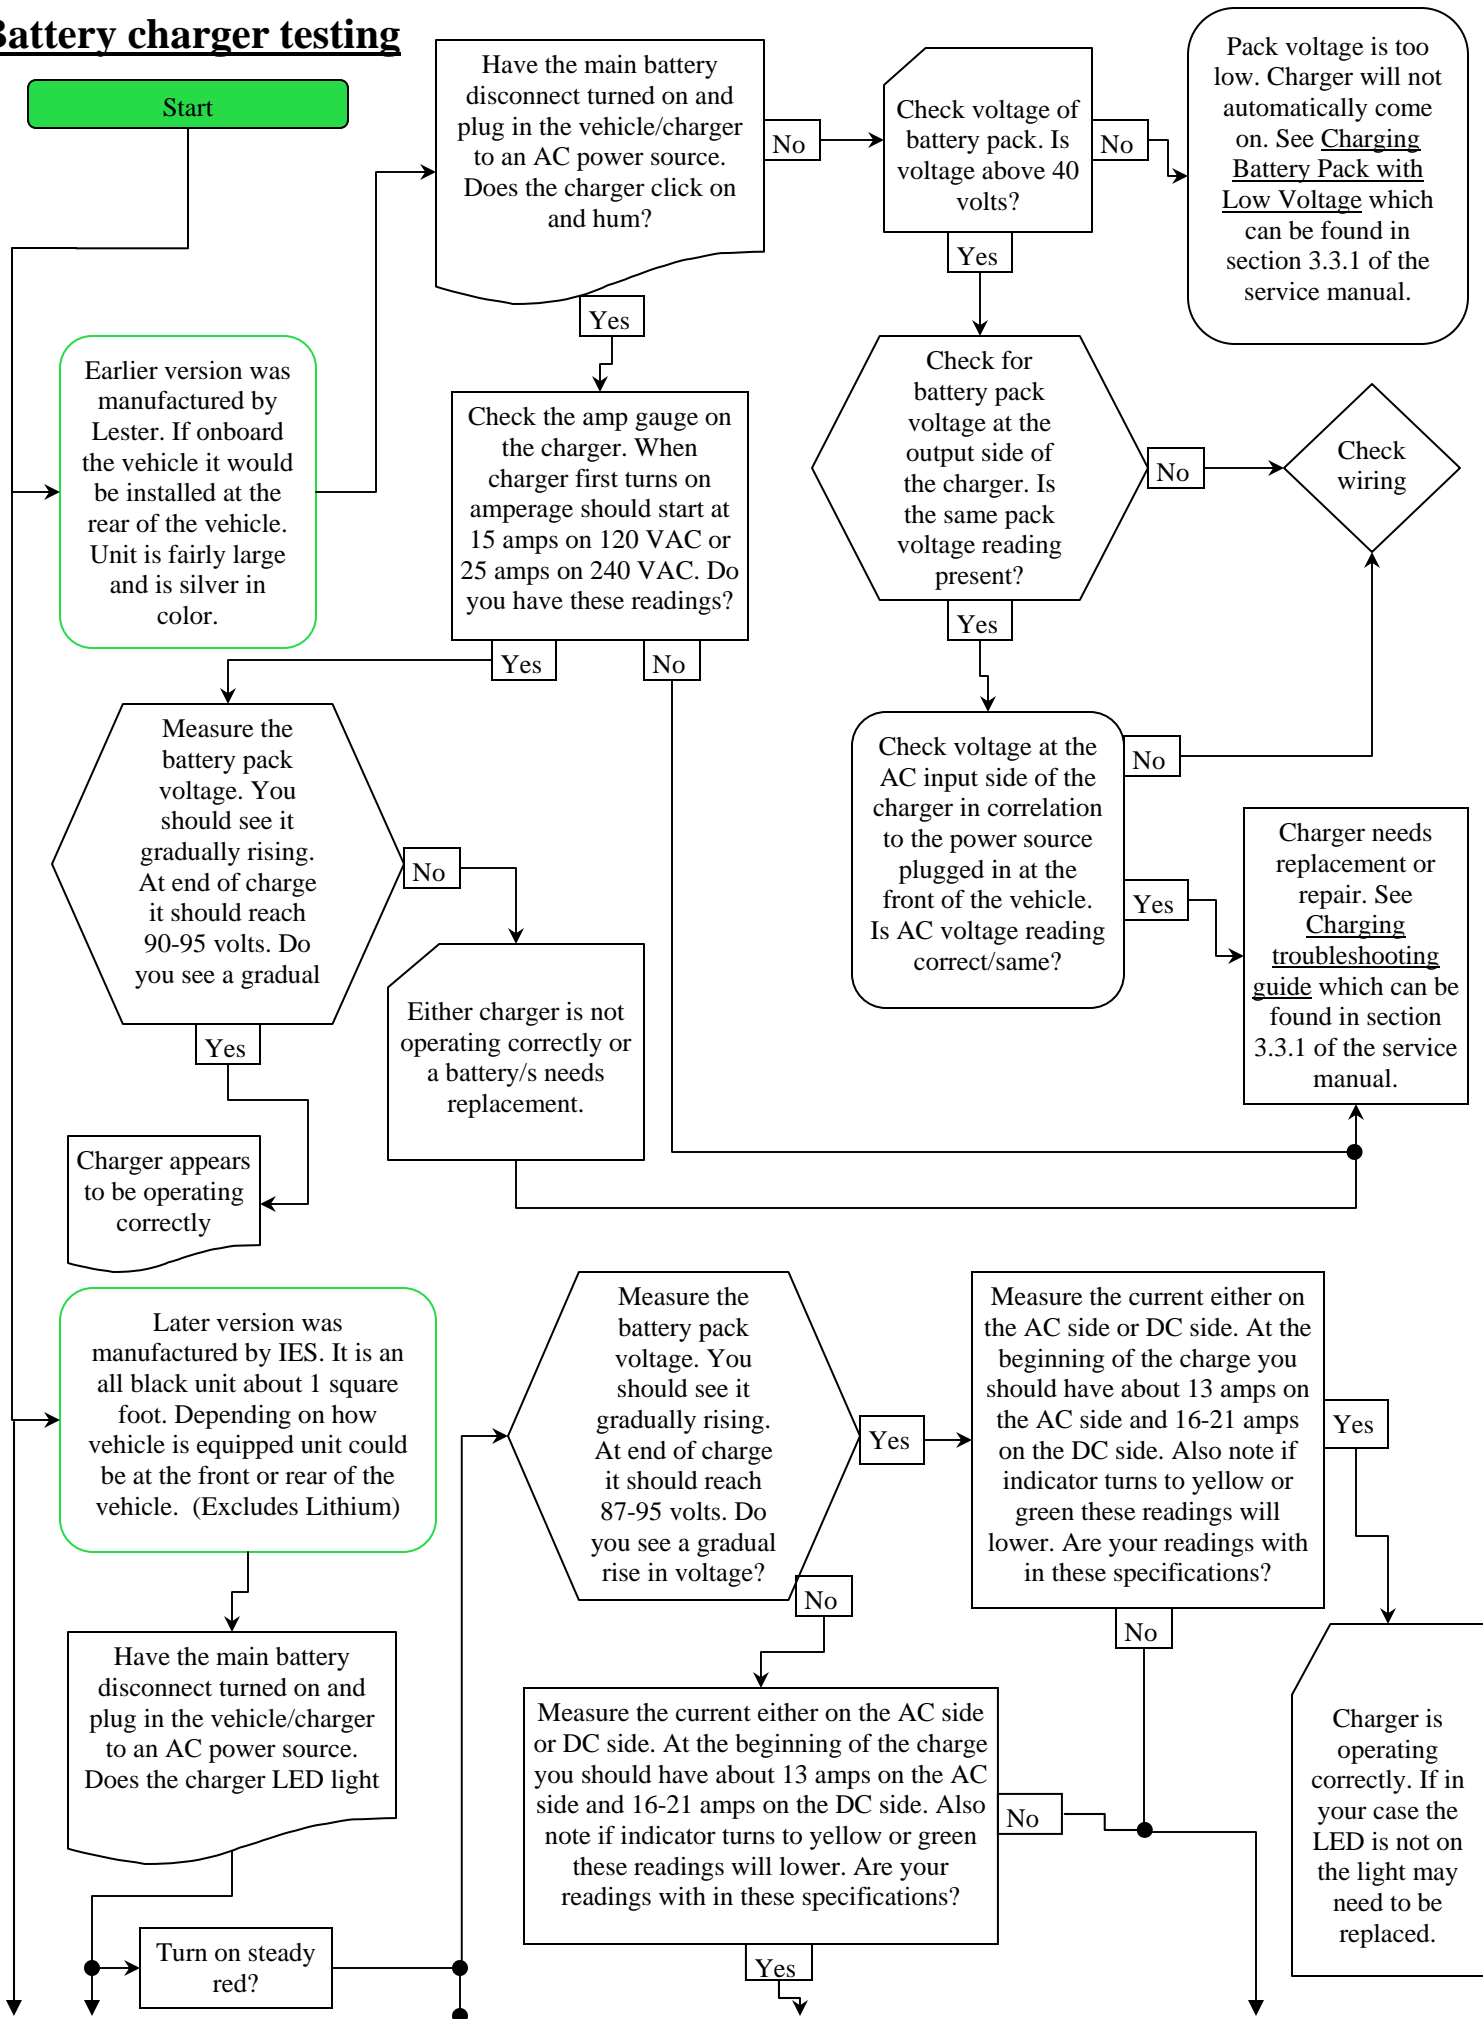 Battery charger testing
Start
Have the main battery
disconnect turned on and
plug in the vehicle/charger
to an AC power source.
Does the charger click on
and hum?
No
Check voltage of
battery pack. Is
voltage above 40
volts?
No
Pack voltage is too
low. Charger will not
automatically come
on. See Charging
Battery Pack with
Low Voltage which
can be found in
section 3.3.1 of the
service manual.
Yes
Yes
Earlier version was
manufactured by
Lester. If onboard
the vehicle it would
be installed at the
rear of the vehicle.
Unit is fairly large
and is silver in
color.
Check the amp gauge on
the charger. When
charger first turns on
amperage should start at
15 amps on 120 VAC or
25 amps on 240 VAC. Do
you have these readings?
Check for
battery pack
voltage at the
output side of
the charger. Is
the same pack
voltage reading
present?
No
Check
wiring
Yes
Yes
No
Measure the
battery pack
voltage. You
should see it
gradually rising.
At end of charge
it should reach
90-95 volts. Do
you see a gradual
No
Check voltage at the
AC input side of the
charger in correlation
to the power source
plugged in at the
front of the vehicle.
Is AC voltage reading
correct/same?
No
Yes
Charger needs
replacement or
repair. See
Charging
troubleshooting
guide which can be
found in section
3.3.1 of the service
manual.
Either charger is not
operating correctly or
a battery/s needs
replacement.
Yes
Charger appears
to be operating
correctly
Later version was
manufactured by IES. It is an
all black unit about 1 square
foot. Depending on how
vehicle is equipped unit could
be at the front or rear of the
vehicle.  (Excludes Lithium)
Measure the
battery pack
voltage. You
should see it
gradually rising.
At end of charge
it should reach
87-95 volts. Do
you see a gradual
rise in voltage?
Yes
Measure the current either on
the AC side or DC side. At the
beginning of the charge you
should have about 13 amps on
the AC side and 16-21 amps
on the DC side. Also note if
indicator turns to yellow or
green these readings will
lower. Are your readings with
in these specifications?
Yes
No
No
Have the main battery
disconnect turned on and
plug in the vehicle/charger
to an AC power source.
Does the charger LED light
Measure the current either on the AC side
or DC side. At the beginning of the charge
you should have about 13 amps on the AC
side and 16-21 amps on the DC side. Also
note if indicator turns to yellow or green
these readings will lower. Are your
readings with in these specifications?
No
Charger is
operating
correctly. If in
your case the
LED is not on
the light may
need to be
replaced.
Turn on steady
red?
Yes